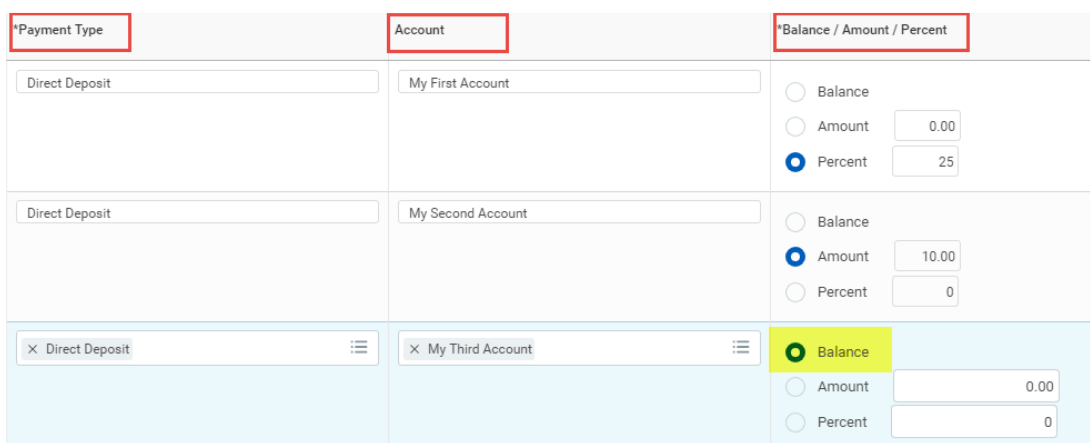 *Payment Type Account *Balance / Amount / Percent
Direct Deposit My First Account
Balance
Amount 0.00
Percent 25
Direct Deposit My Second Account
Balance
Amount 10.00
Percent 0
× Direct Deposit × My Third Account
Balance
Amount 0.00
Percent 0